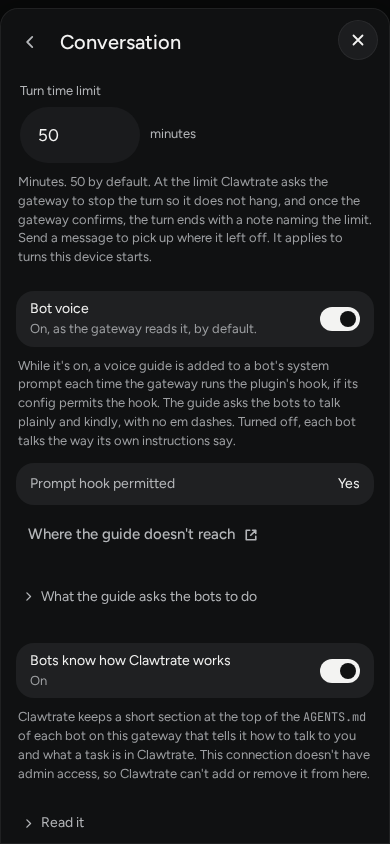 Conversation
Turn time limit
50 minutes
Minutes. 50 by default. At the limit Clawtrate asks the
gateway to stop the turn so it does not hang, and once the
gateway confirms, the turn ends with a note naming the limit.
Send a message to pick up where it left off. It applies to
turns this device starts.
Bot voice
On, as the gateway reads it, by default.
While it's on, a voice guide is added to a bot's system
prompt each time the gateway runs the plugin's hook, if its
config permits the hook. The guide asks the bots to talk
plainly and kindly, with no em dashes. Turned off, each bot
talks the way its own instructions say.
Prompt hook permitted Yes
Where the guide doesn't reach
What the guide asks the bots to do
Bots know how Clawtrate works
On
Clawtrate keeps a short section at the top of the AGENTS.md
of each bot on this gateway that tells it how to talk to you
and what a task is in Clawtrate. This connection doesn't have
admin access, so Clawtrate can't add or remove it from here.
Read it